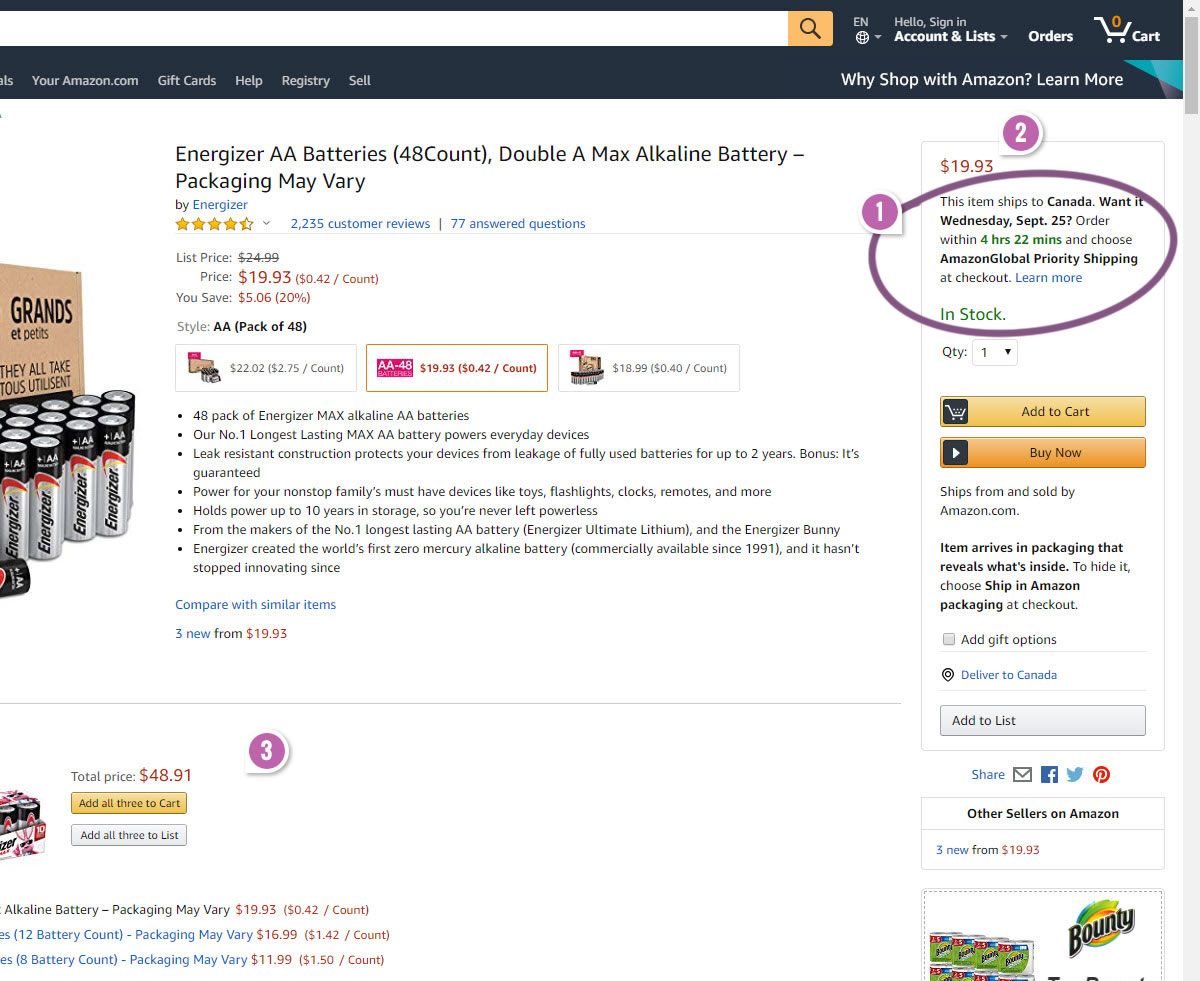 EN
Hello, Sign in
Account & Lists
Orders
0
Cart
als
Your Amazon.com
Gift Cards
Help
Registry
Sell
Why Shop with Amazon? Learn More
2
Energizer AA Batteries (48Count), Double A Max Alkaline Battery –
Packaging May Vary
by Energizer
2,235 customer reviews | 77 answered questions
List Price: $24.99
Price: $19.93 ($0.42 / Count)
You Save: $5.06 (20%)
Style: AA (Pack of 48)
$22.02 ($2.75 / Count)
AA-48
BATTERIES
$19.93 ($0.42 / Count)
$18.99 ($0.40 / Count)
• 48 pack of Energizer MAX alkaline AA batteries
• Our No.1 Longest Lasting MAX AA battery powers everyday devices
• Leak resistant construction protects your devices from leakage of fully used batteries for up to 2 years. Bonus: It’s
guaranteed
• Power for your nonstop family’s must have devices like toys, flashlights, clocks, remotes, and more
• Holds power up to 10 years in storage, so you’re never left powerless
• From the makers of the No.1 longest lasting AA battery (Energizer Ultimate Lithium), and the Energizer Bunny
• Energizer created the world’s first zero mercury alkaline battery (commercially available since 1991), and it hasn’t
stopped innovating since
Compare with similar items
3 new from $19.93
GRANDS
et petits
THEY ALL TAKE
TOUS UTILISENT
+|AA
+|AA
+|AA
+|AA
Energizer
Energizer
Energizer
Energizer
+|AA
1
$19.93
This item ships to Canada. Want it
Wednesday, Sept. 25? Order
within 4 hrs 22 mins and choose
AmazonGlobal Priority Shipping
at checkout. Learn more
In Stock.
Qty: 1
Add to Cart
Buy Now
Ships from and sold by
Amazon.com.
Item arrives in packaging that
reveals what's inside. To hide it,
choose Ship in Amazon
packaging at checkout.
Add gift options
Deliver to Canada
Add to List
Share
Other Sellers on Amazon
3 new from $19.93
Bounty
3
Total price: $48.91
Add all three to Cart
Add all three to List
izer
10
Alkaline Battery – Packaging May Vary $19.93 ($0.42 / Count)
es (12 Battery Count) - Packaging May Vary $16.99 ($1.42 / Count)
es (8 Battery Count) - Packaging May Vary $11.99 ($1.50 / Count)